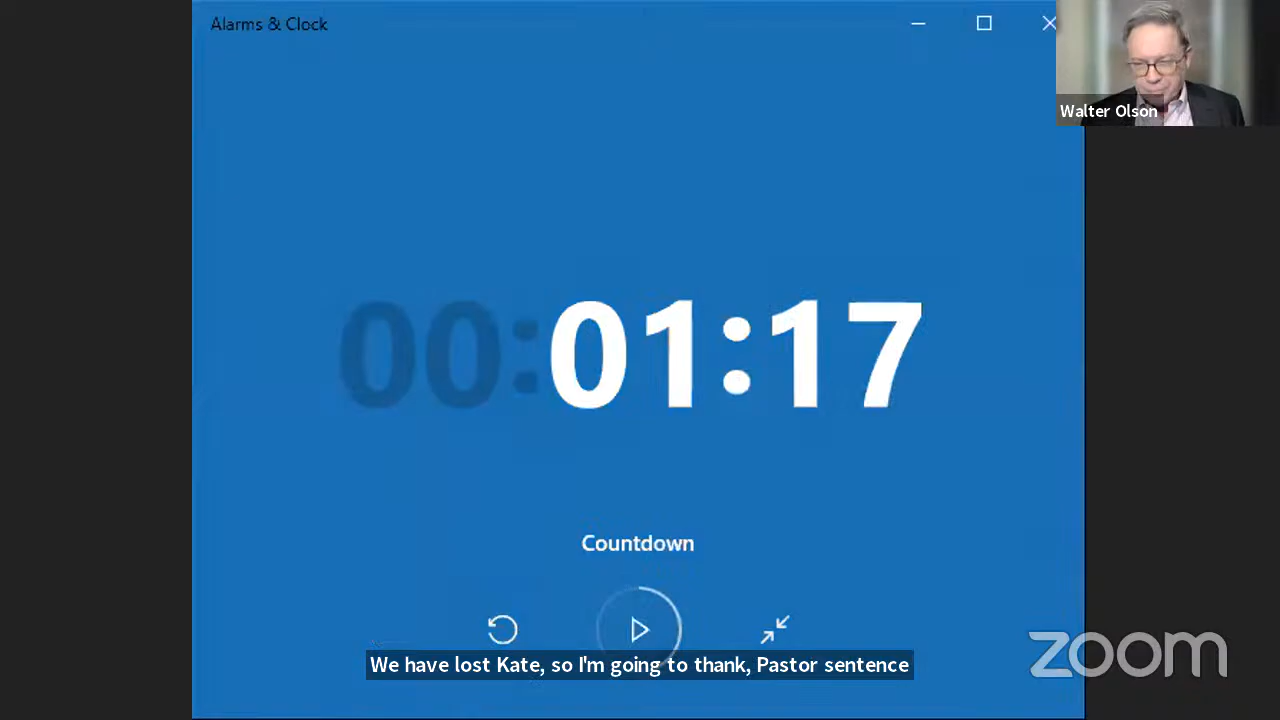 Alarms & Clock
Walter Olson
00:01:17
Countdown
We have lost Kate, so I'm going to thank, Pastor sentence
zoom